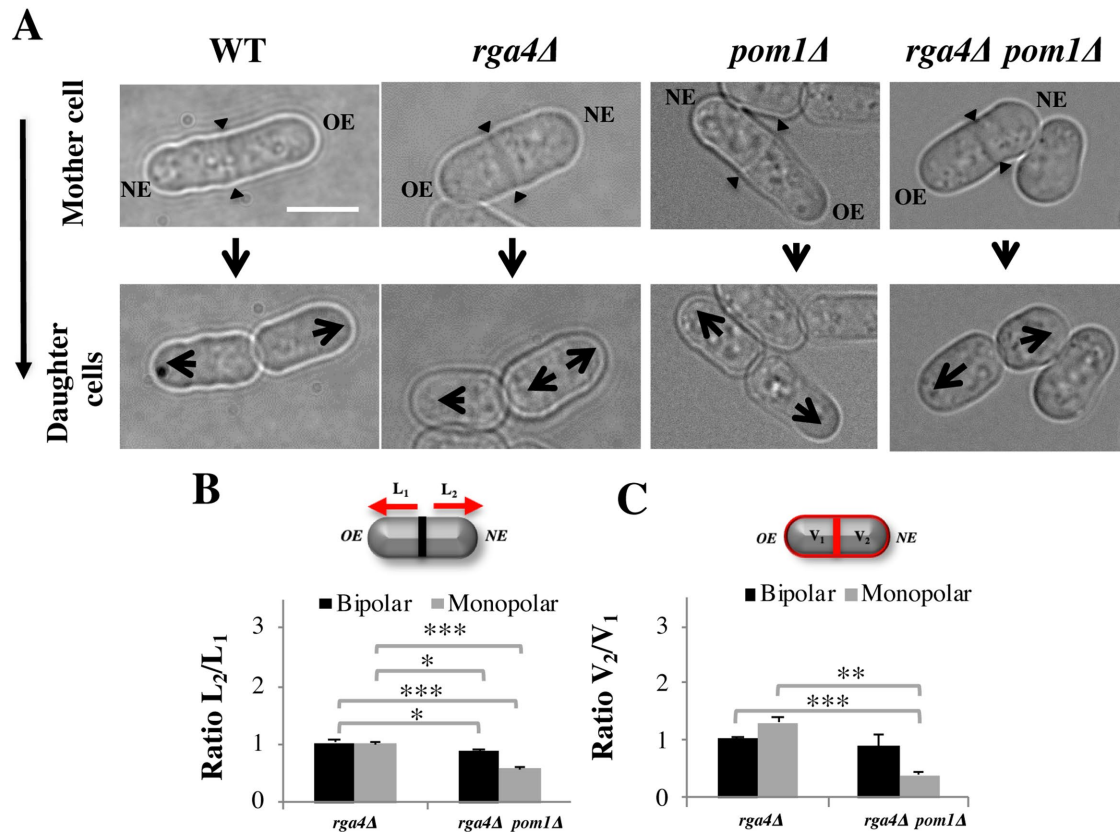 A
WT
rga4Δ
pom1Δ
rga4Δ pom1Δ
Mother cell
NE
OE
OE
NE
NE
OE
OE
NE
Daughter
cells
B
L1
L2
OE
NE
Bipolar
Monopolar
Ratio L2/L1
3
2
1
0
***
*
***
*
rga4Δ
rga4Δ pom1Δ
C
OE
V1
V2
NE
Bipolar
Monopolar
Ratio V2/V1
3
2
1
0
**
***
rga4Δ
rga4Δ pom1Δ